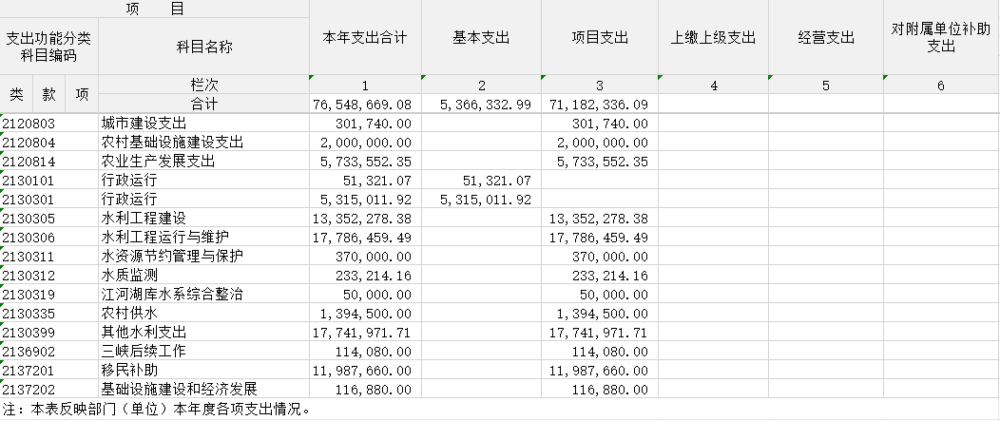 项 目
支出功能分类科目编码 科目名称 本年支出合计 基本支出 项目支出 上缴上级支出 经营支出 对附属单位补助支出
类 款 项 栏次 1 2 3 4 5 6
合计 76,548,669.08 5,366,332.99 71,182,336.09
2120803 城市建设支出 301,740.00 301,740.00
2120804 农村基础设施建设支出 2,000,000.00 2,000,000.00
2120814 农业生产发展支出 5,733,552.35 5,733,552.35
2130101 行政运行 51,321.07 51,321.07
2130301 行政运行 5,315,011.92 5,315,011.92
2130305 水利工程建设 13,352,278.38 13,352,278.38
2130306 水利工程运行与维护 17,786,459.49 17,786,459.49
2130311 水资源节约管理与保护 370,000.00 370,000.00
2130312 水质监测 233,214.16 233,214.16
2130319 江河湖库水系综合整治 50,000.00 50,000.00
2130335 农村供水 1,394,500.00 1,394,500.00
2130399 其他水利支出 17,741,971.71 17,741,971.71
2136902 三峡后续工作 114,080.00 114,080.00
2137201 移民补助 11,987,660.00 11,987,660.00
2137202 基础设施建设和经济发展 116,880.00 116,880.00
注：本表反映部门（单位）本年度各项支出情况。